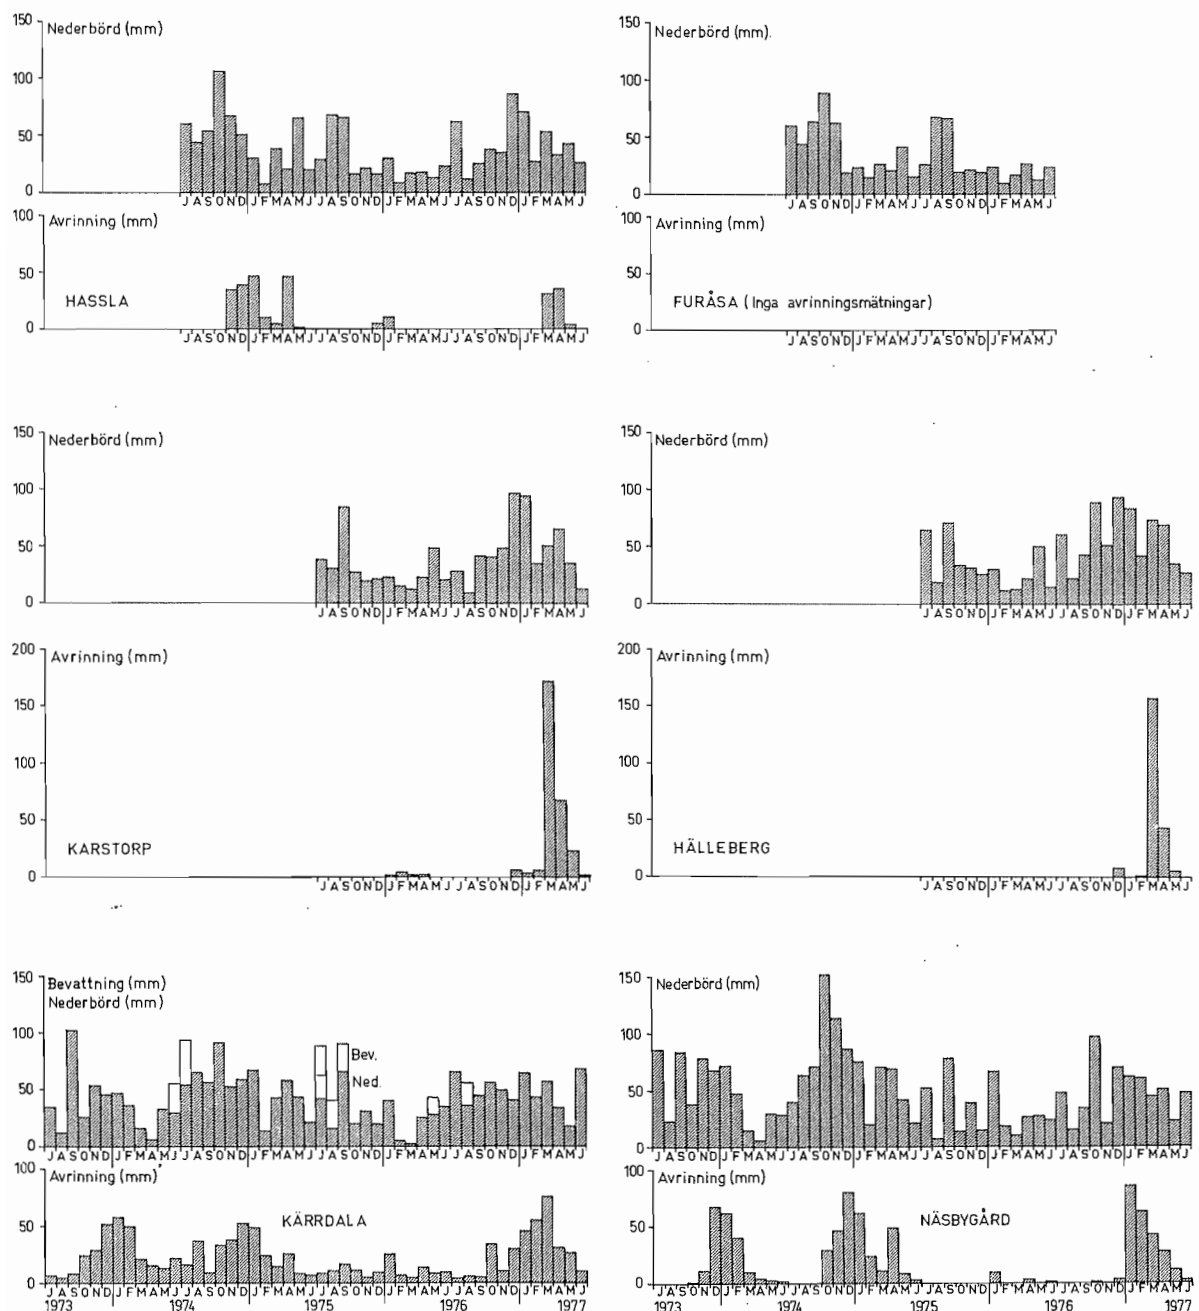 150 Nederbörd (mm)
100
50
0
J A S O N D J F M A M J J A S O N D J F M A M J J A S O N D J F M A M J
100 Avrinning (mm)
50
HASSLA
0
J A S O N D J F M A M J J A S O N D J F M A M J J A S O N D J F M A M J
150 Nederbörd (mm).
100
50
0
J A S O N D J F M A M J J A S O N D J F M A M J
100 Avrinning (mm)
50
FURÅSA (Inga avrinningsmätningar)
0
J A S O N D J F M A M J J A S O N D J F M A M J
150 Nederbörd (mm)
100
50
0
J A S O N D J F M A M J J A S O N D J F M A M J
200 Avrinning (mm)
150
100
50
KARSTORP
0
J A S O N D J F M A M J J A S O N D J F M A M J
150 Nederbörd (mm)
100
50
0
J A S O N D J F M A M J J A S O N D J F M A M J
200 Avrinning (mm)
150
100
50
HÄLLEBERG
0
J A S O N D J F M A M J J A S O N D J F M A M J
150 Bevattning (mm)
Nederbörd (mm)
100
Bev.
Ned.
50
0
J A S O N D J F M A M J J A S O N D J F M A M J J A S O N D J F M A M J J A S O N D J F M A M J
100 Avrinning (mm)
50
KÄRRDALA
0
J A S O N D J F M A M J J A S O N D J F M A M J J A S O N D J F M A M J J A S O N D J F M A M J
1973 1974 1975 1976 1977
150 Nederbörd (mm)
100
50
0
J A S O N D J F M A M J J A S O N D J F M A M J J A S O N D J F M A M J J A S O N D J F M A M J
100 Avrinning (mm)
50
NÄSBYGÅRD
0
J A S O N D J F M A M J J A S O N D J F M A M J J A S O N D J F M A M J J A S O N D J F M A M J
1973 1974 1975 1976 1977